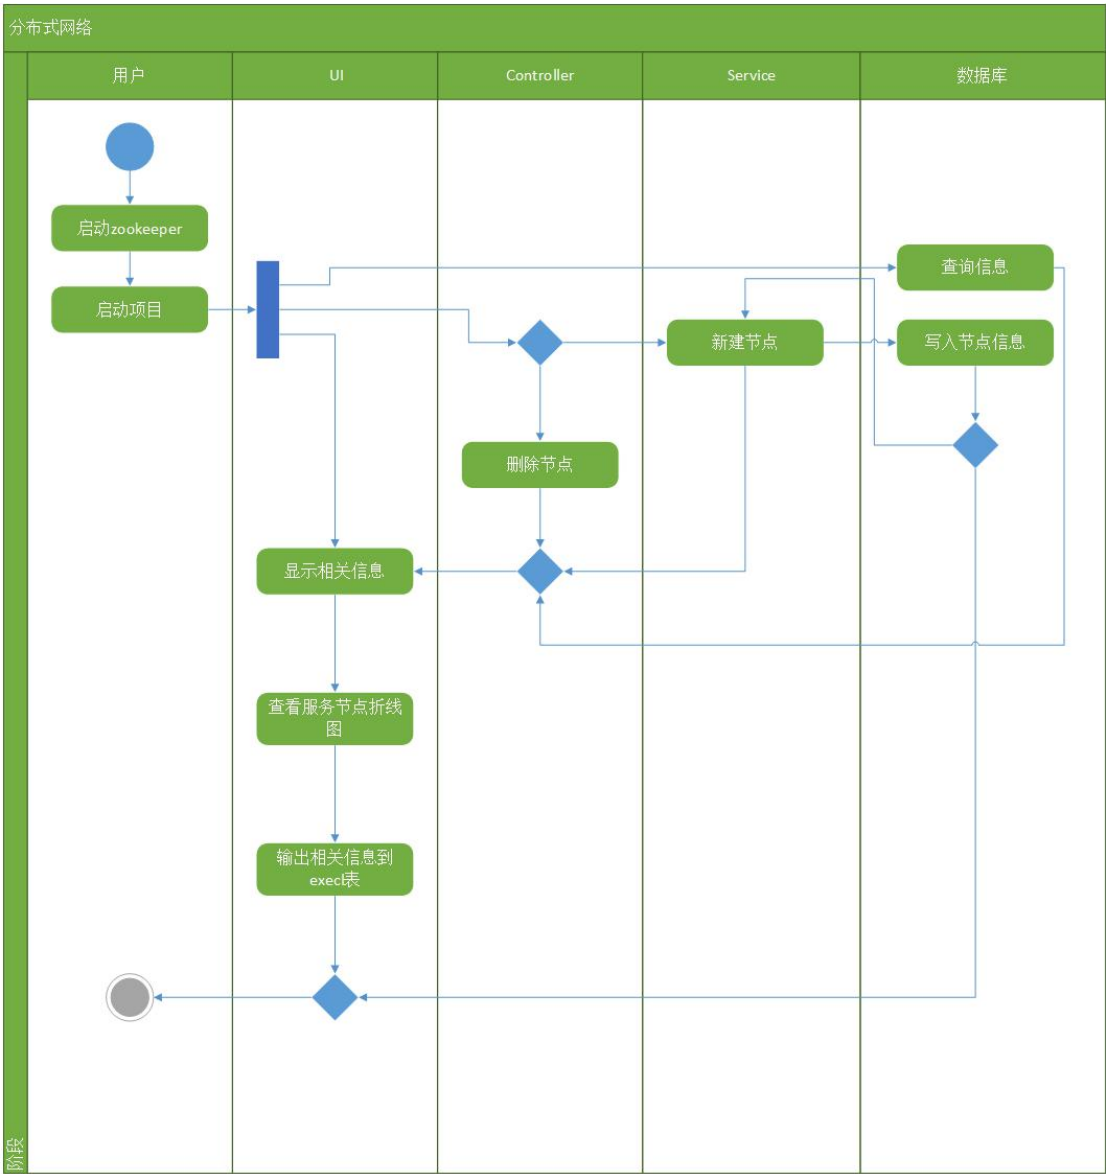 分布式网络
用户
UI
Controller
Service
数据库
启动zookeeper
启动项目
查询信息
新建节点
写入节点信息
删除节点
显示相关信息
查看服务节点折线
图
输出相关信息到
execl表
阶段